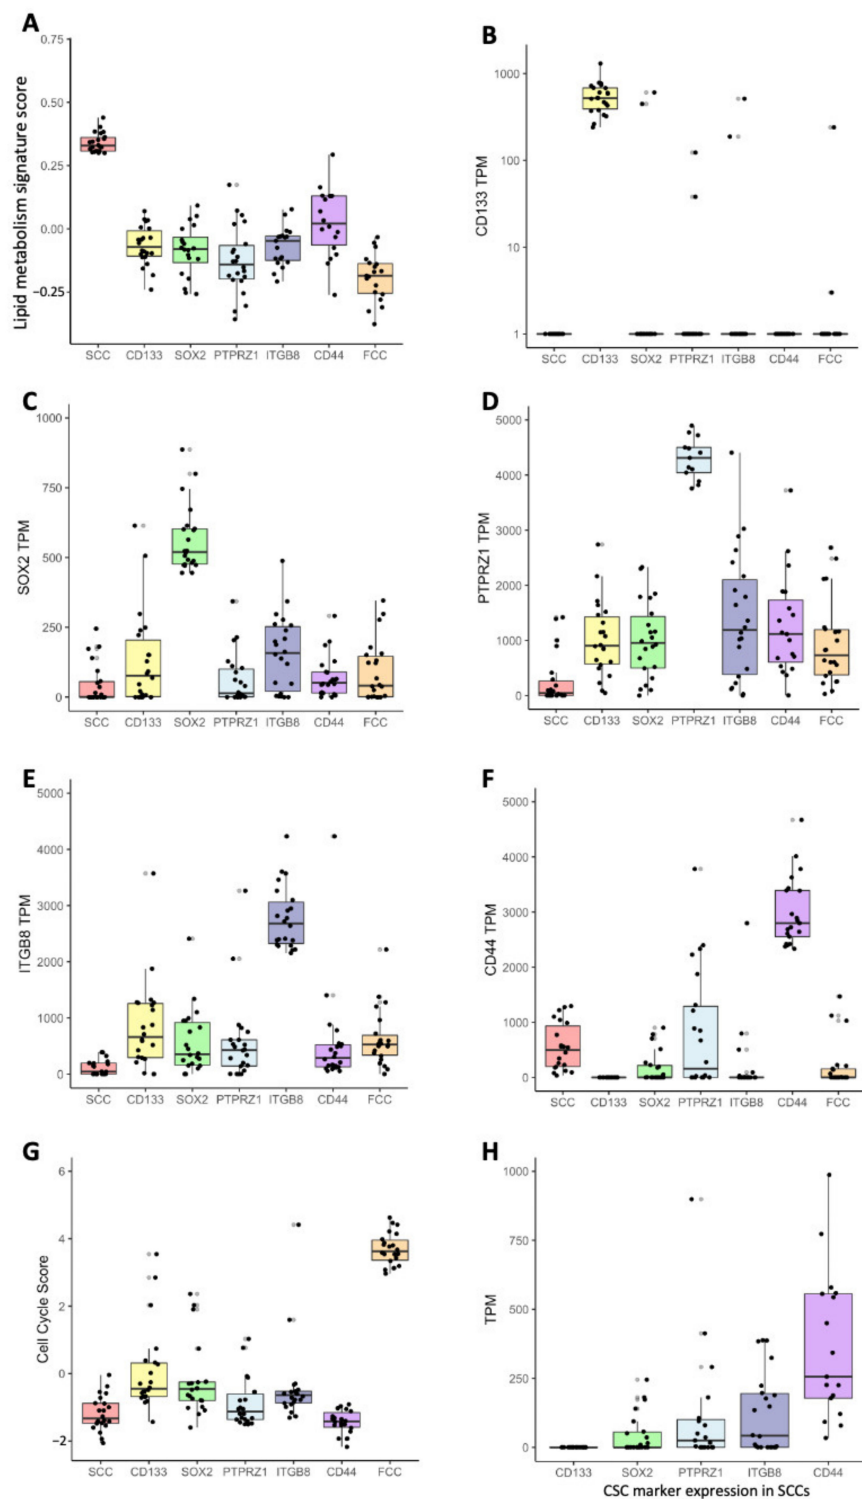 A
Lipid metabolism signature score
0.75
0.50
0.25
0.00
−0.25
SCC CD133 SOX2 PTPRZ1 ITGB8 CD44 FCC
B
CD133 TPM
1000
100
10
1
SCC CD133 SOX2 PTPRZ1 ITGB8 CD44 FCC
C
SOX2 TPM
1000
750
500
250
0
SCC CD133 SOX2 PTPRZ1 ITGB8 CD44 FCC
D
PTPRZ1 TPM
5000
4000
3000
2000
1000
0
SCC CD133 SOX2 PTPRZ1 ITGB8 CD44 FCC
E
ITGB8 TPM
5000
4000
3000
2000
1000
0
SCC CD133 SOX2 PTPRZ1 ITGB8 CD44 FCC
F
CD44 TPM
5000
4000
3000
2000
1000
0
SCC CD133 SOX2 PTPRZ1 ITGB8 CD44 FCC
G
Cell Cycle Score
6
4
2
0
−2
SCC CD133 SOX2 PTPRZ1 ITGB8 CD44 FCC
H
TPM
1000
750
500
250
0
CD133 SOX2 PTPRZ1 ITGB8 CD44
CSC marker expression in SCCs